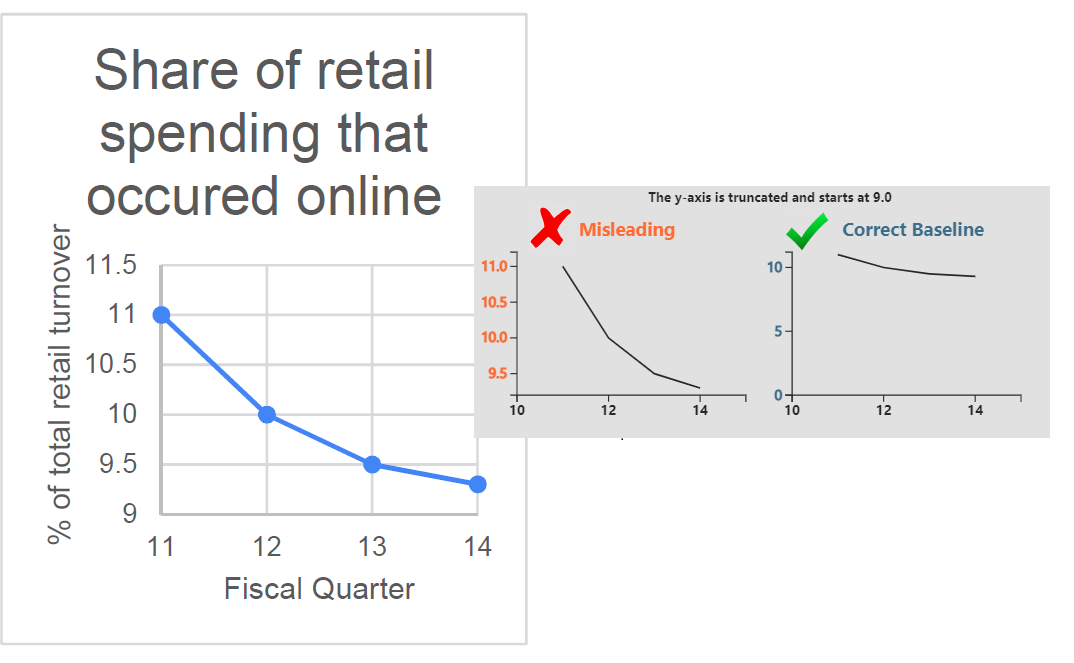 Share of retail
spending that
occured online
% of total retail turnover
11.5
11
10.5
10
9.5
9
11 12 13 14
Fiscal Quarter
The y-axis is truncated and starts at 9.0
Misleading
11.0
10.5
10.0
9.5
10 12 14
Correct Baseline
10
5
0
10 12 14